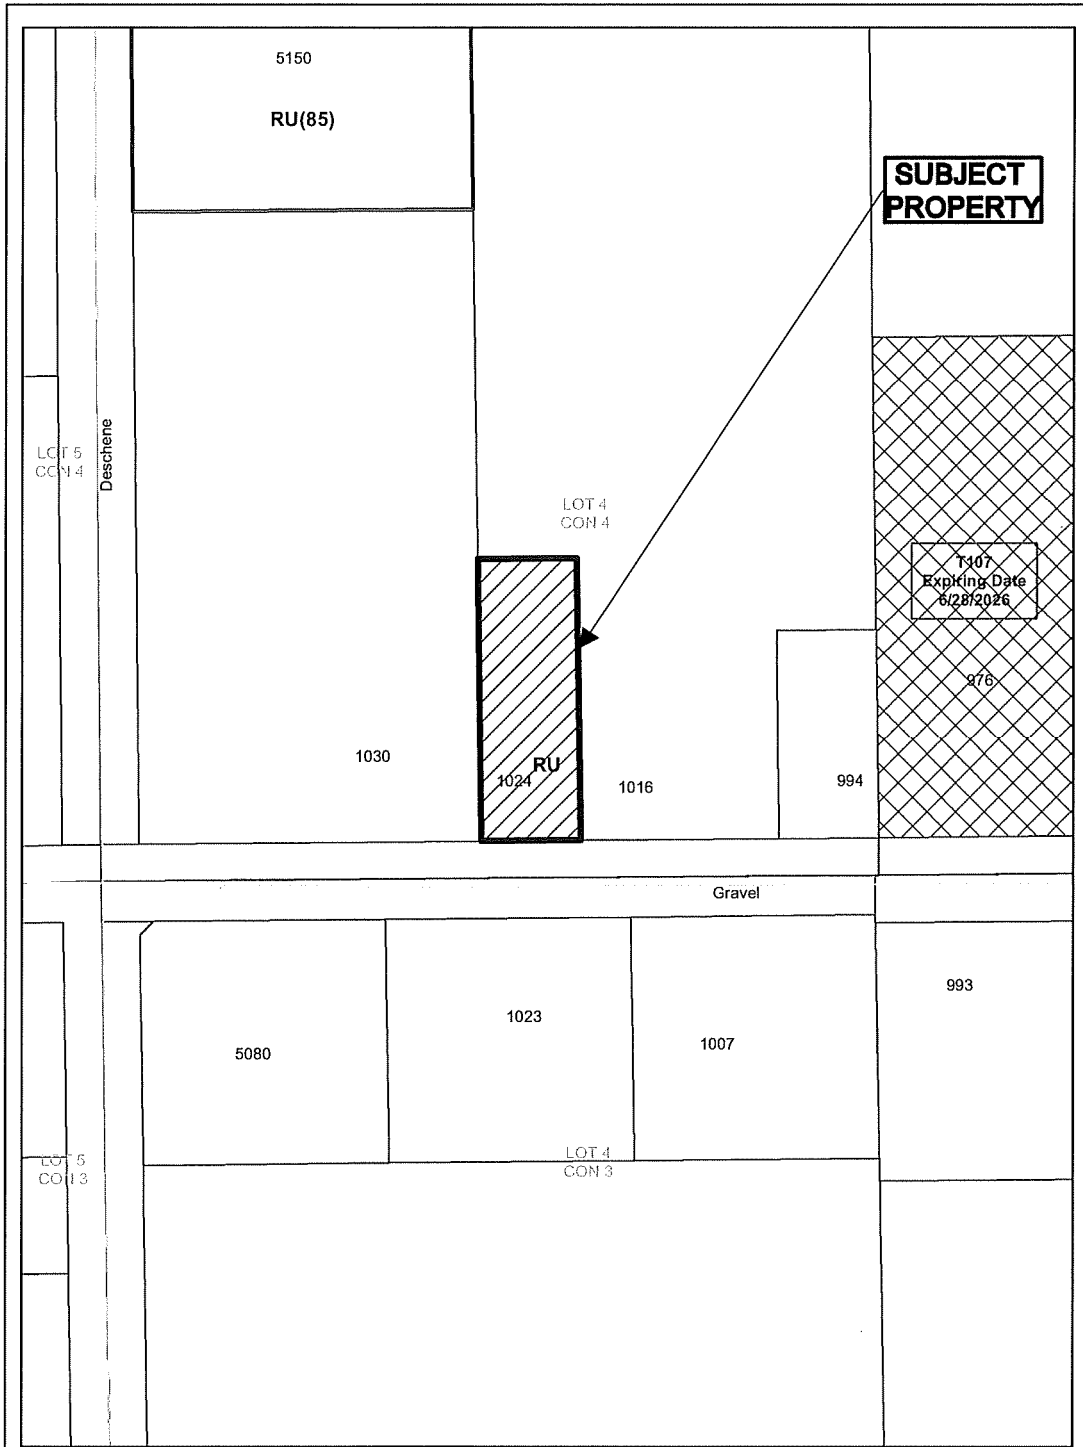 5150
RU(85)
SUBJECT
PROPERTY
Deschene
LOT 5
CON 4
LOT 4
CON 4
T107
Expiring Date
6/28/2026
976
1030
1024
RU
1016
994
Gravel
993
1023
1007
5080
LOT 5
CON 3
LOT 4
CON 3